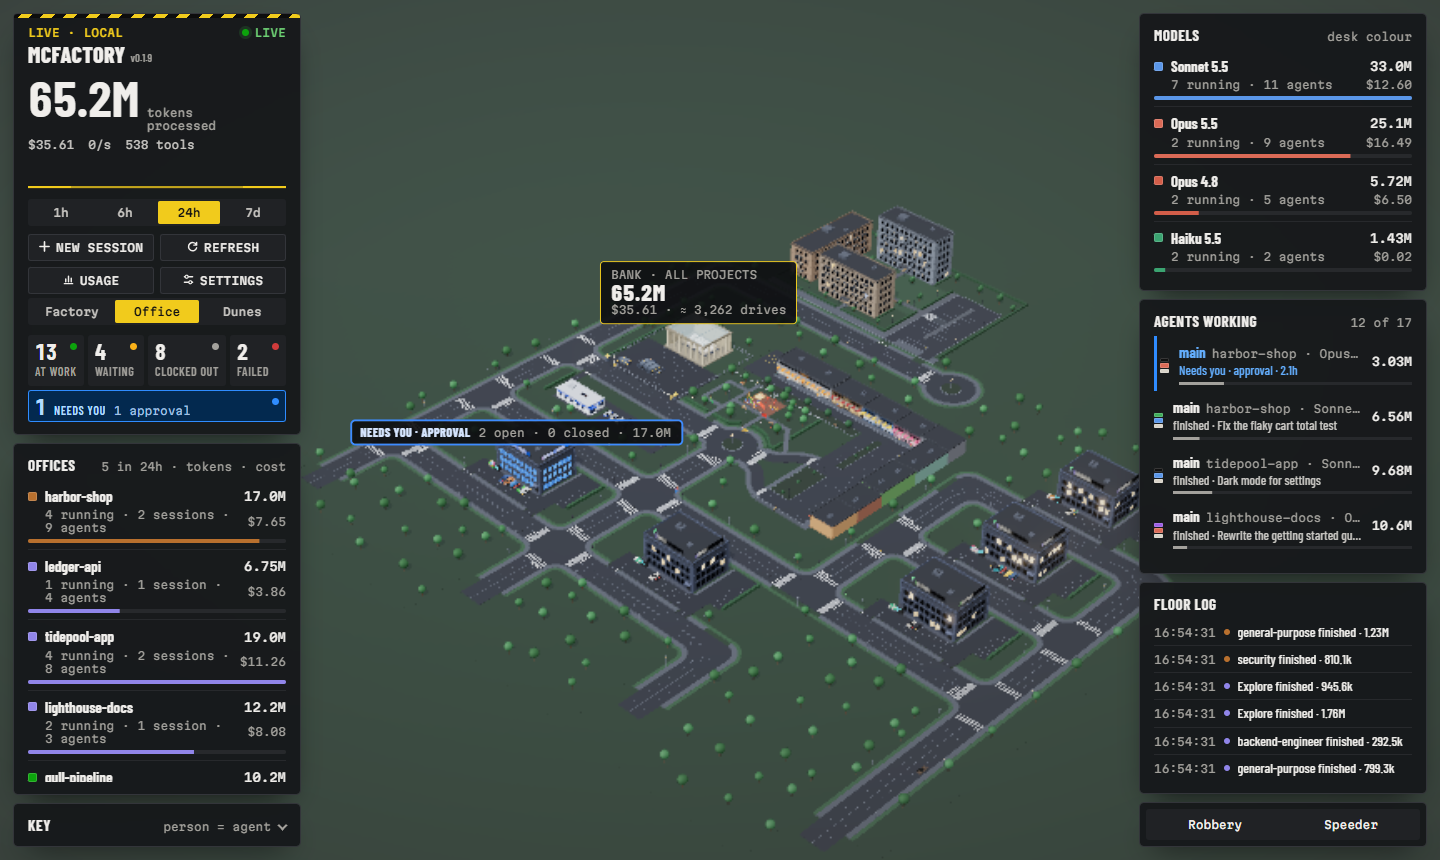 LIVE · LOCAL
LIVE
MCFACTORY v0.1.9
65.2M tokens processed
$35.61 0/s 538 tools
1h 6h 24h 7d
+ NEW SESSION
REFRESH
USAGE
SETTINGS
Factory Office Dunes
13 4 8 2
AT WORK WAITING CLOCKED OUT FAILED
1 NEEDS YOU 1 approval
OFFICES 5 in 24h · tokens · cost
harbor-shop 17.0M
4 running · 2 sessions ·
9 agents $7.65
ledger-api 6.75M
1 running · 1 session ·
4 agents $3.86
tidepool-app 19.0M
4 running · 2 sessions ·
8 agents $11.26
lighthouse-docs 12.2M
2 running · 1 session ·
3 agents $8.08
gull-pipeline 10.2M
KEY person = agent
BANK · ALL PROJECTS
65.2M
$35.61 · ≈ 3,262 drives
NEEDS YOU · APPROVAL 2 open · 0 closed · 17.0M
MODELS desk colour
Sonnet 5.5 33.0M
7 running · 11 agents $12.60
Opus 5.5 25.1M
2 running · 9 agents $16.49
Opus 4.8 5.72M
2 running · 5 agents $6.50
Haiku 5.5 1.43M
2 running · 2 agents $0.02
AGENTS WORKING 12 of 17
main harbor-shop · Opus… 3.03M
Needs you · approval · 2.1h
main harbor-shop · Sonne… 6.56M
finished · Fix the flaky cart total test
main tidepool-app · Sonn… 9.68M
finished · Dark mode for settings
main lighthouse-docs · O… 10.6M
finished · Rewrite the getting started gu…
FLOOR LOG
16:54:31 general-purpose finished · 1.23M
16:54:31 security finished · 810.1k
16:54:31 Explore finished · 945.6k
16:54:31 Explore finished · 1.76M
16:54:31 backend-engineer finished · 292.5k
16:54:31 general-purpose finished · 799.3k
Robbery Speeder